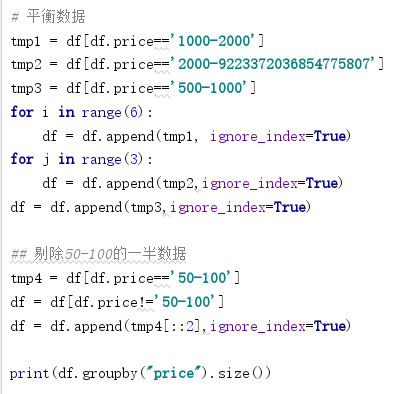 # 平衡数据
tmp1 = df[df.price=='1000-2000']
tmp2 = df[df.price=='2000-9223372036854775807']
tmp3 = df[df.price=='500-1000']
for i in range(6):
    df = df.append(tmp1, ignore_index=True)
for j in range(3):
    df = df.append(tmp2,ignore_index=True)
df = df.append(tmp3,ignore_index=True)

## 剔除50-100的一半数据
tmp4 = df[df.price=='50-100']
df = df[df.price!='50-100']
df = df.append(tmp4[::2],ignore_index=True)

print(df.groupby("price").size())